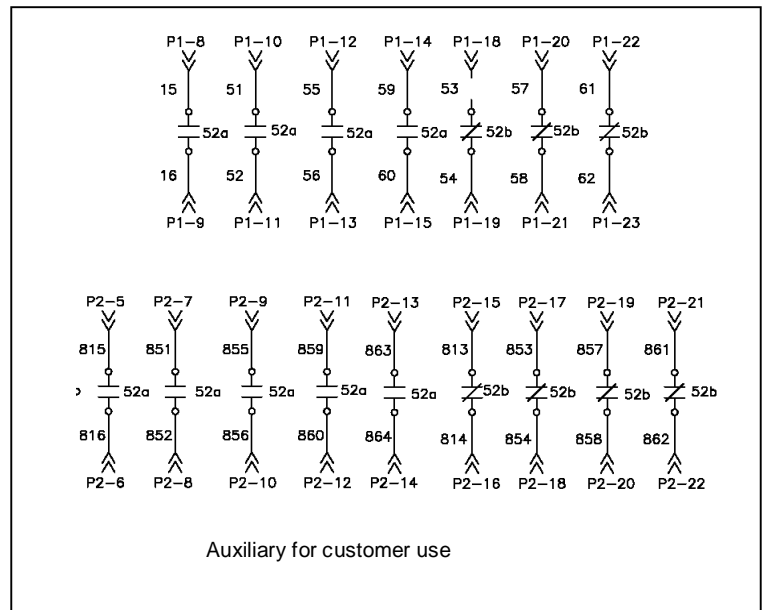 P1-8 P1-10 P1-12 P1-14 P1-18 P1-20 P1-22
15 51 55 59 53 57 61
52a 52a 52a 52a 52b 52b 52b
16 52 56 60 54 58 62
P1-9 P1-11 P1-13 P1-15 P1-19 P1-21 P1-23
P2-5 P2-7 P2-9 P2-11 P2-13 P2-15 P2-17 P2-19 P2-21
815 851 855 859 863 813 853 857 861
52a 52a 52a 52a 52a 52b 52b 52b 52b
816 852 856 860 864 814 854 858 862
P2-6 P2-8 P2-10 P2-12 P2-14 P2-16 P2-18 P2-20 P2-22
Auxiliary for customer use